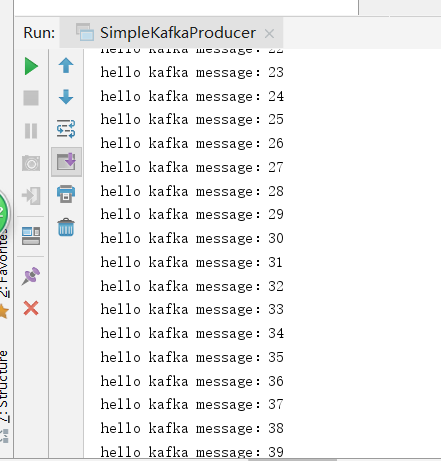 Run: SimpleKafkaProducer
hello kafka message：22
hello kafka message：23
hello kafka message：24
hello kafka message：25
hello kafka message：26
hello kafka message：27
hello kafka message：28
hello kafka message：29
hello kafka message：30
hello kafka message：31
hello kafka message：32
hello kafka message：33
hello kafka message：34
hello kafka message：35
hello kafka message：36
hello kafka message：37
hello kafka message：38
hello kafka message：39
2: Favorites
7: Structure